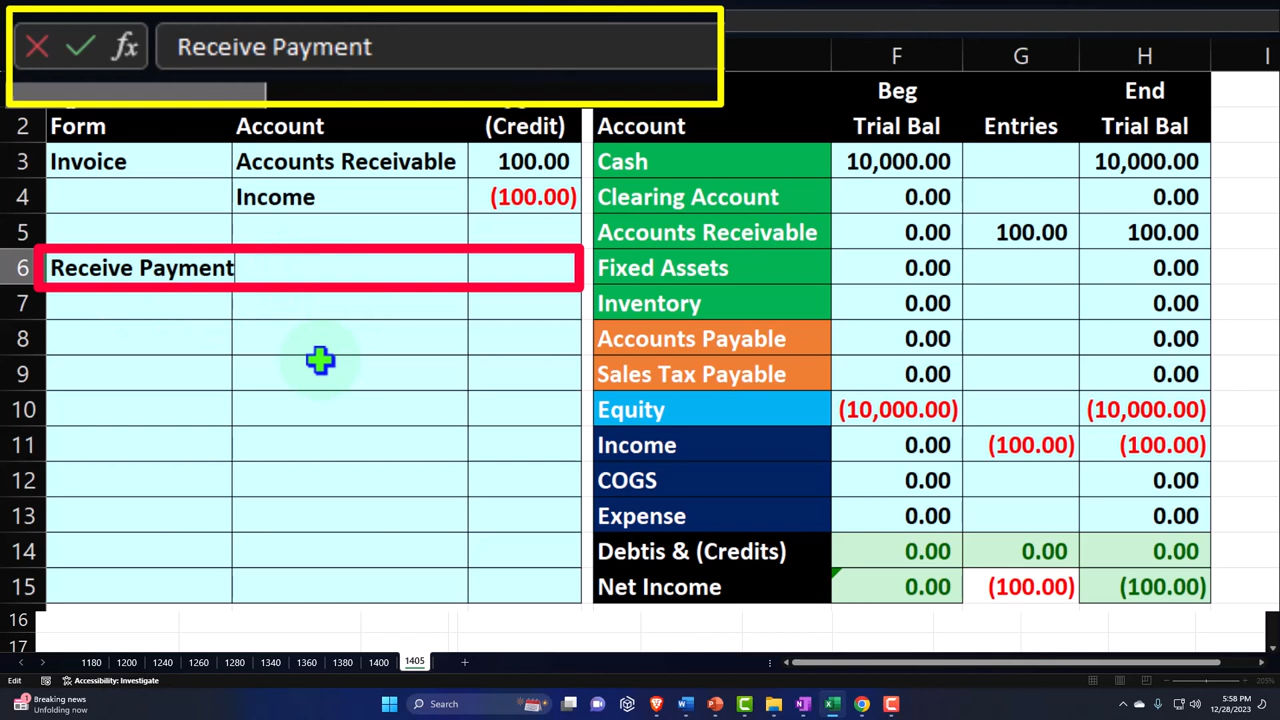 fx Receive Payment
F G H I
Beg End
2 Form Account (Credit) Account Trial Bal Entries Trial Bal
3 Invoice Accounts Receivable 100.00 Cash 10,000.00 10,000.00
4 Income (100.00) Clearing Account 0.00 0.00
5 Accounts Receivable 0.00 100.00 100.00
6 Receive Payment Fixed Assets 0.00 0.00
7 Inventory 0.00 0.00
8 Accounts Payable 0.00 0.00
9 Sales Tax Payable 0.00 0.00
10 Equity (10,000.00) (10,000.00)
11 Income 0.00 (100.00) (100.00)
12 COGS 0.00 0.00
13 Expense 0.00 0.00
14 Debtis & (Credits) 0.00 0.00 0.00
15 Net Income 0.00 (100.00) (100.00)
16
17
1180 1200 1240 1260 1280 1340 1360 1380 1400 1405
Edit Accessibility: Investigate 205%
1 Breaking news Search 5:58 PM
Unfolding now 12/28/2023